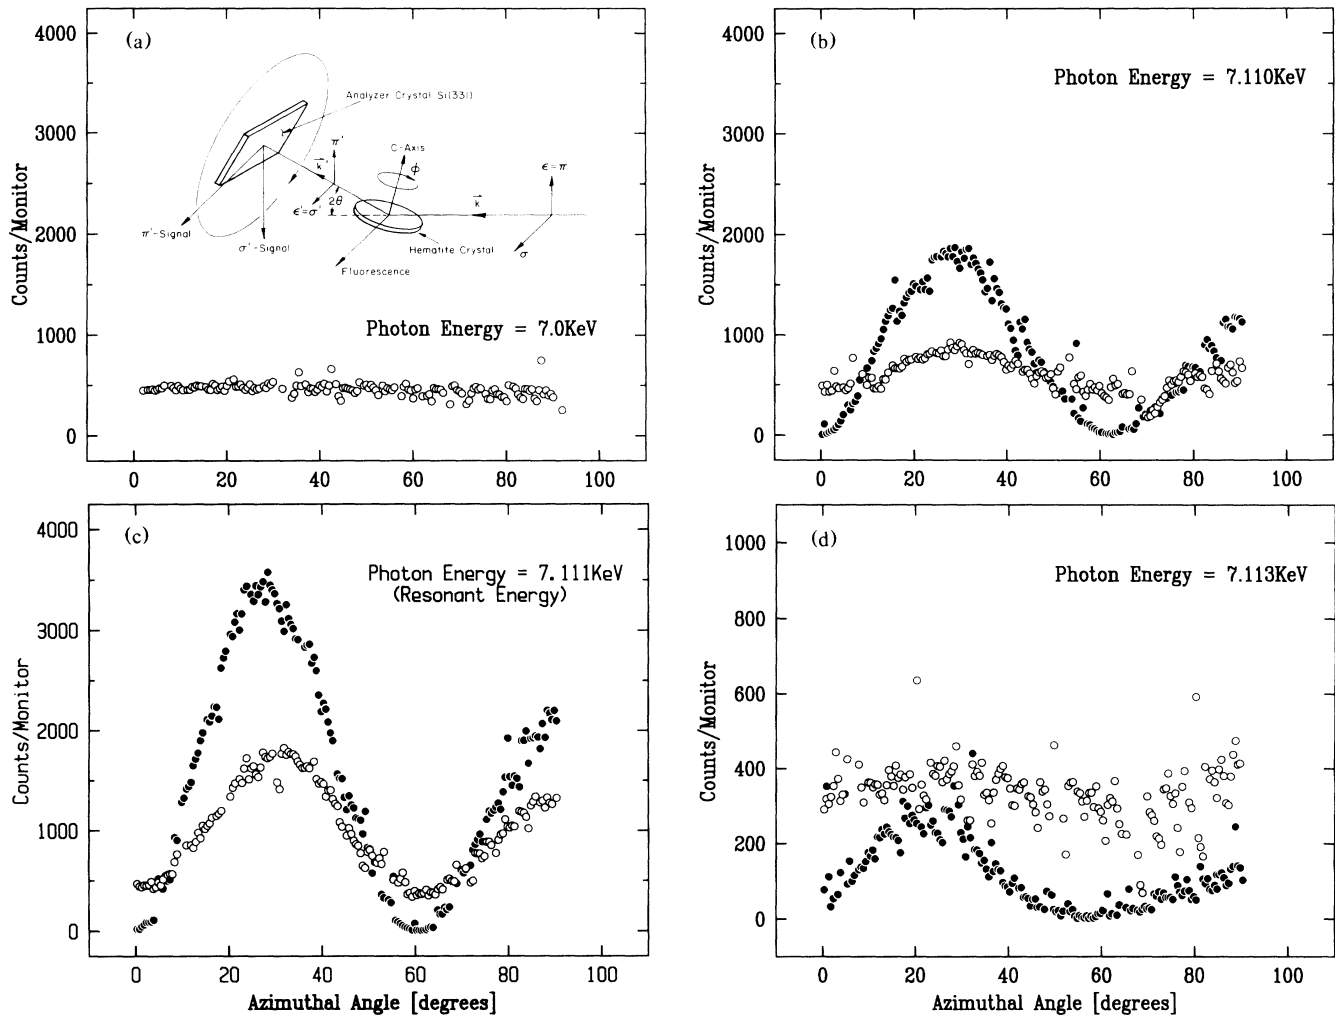 (a)
4000
3000
2000
1000
0
Counts/Monitor
Analyzer Crystal Si(331)
π'
C-Axis
ϕ
ε=π
k'
k
ε'=σ'
2θ
σ
π'-Signal
σ'-Signal
Hematite Crystal
Fluorescence
Photon Energy = 7.0KeV
0 20 40 60 80 100
(b)
4000
3000
2000
1000
0
Counts/Monitor
Photon Energy = 7.110KeV
0 20 40 60 80 100
(c)
4000
3000
2000
1000
0
Counts/Monitor
Photon Energy = 7.111KeV
(Resonant Energy)
0 20 40 60 80 100
Azimuthal Angle [degrees]
(d)
1000
800
600
400
200
0
Counts/Monitor
Photon Energy = 7.113KeV
0 20 40 60 80 100
Azimuthal Angle [degrees]